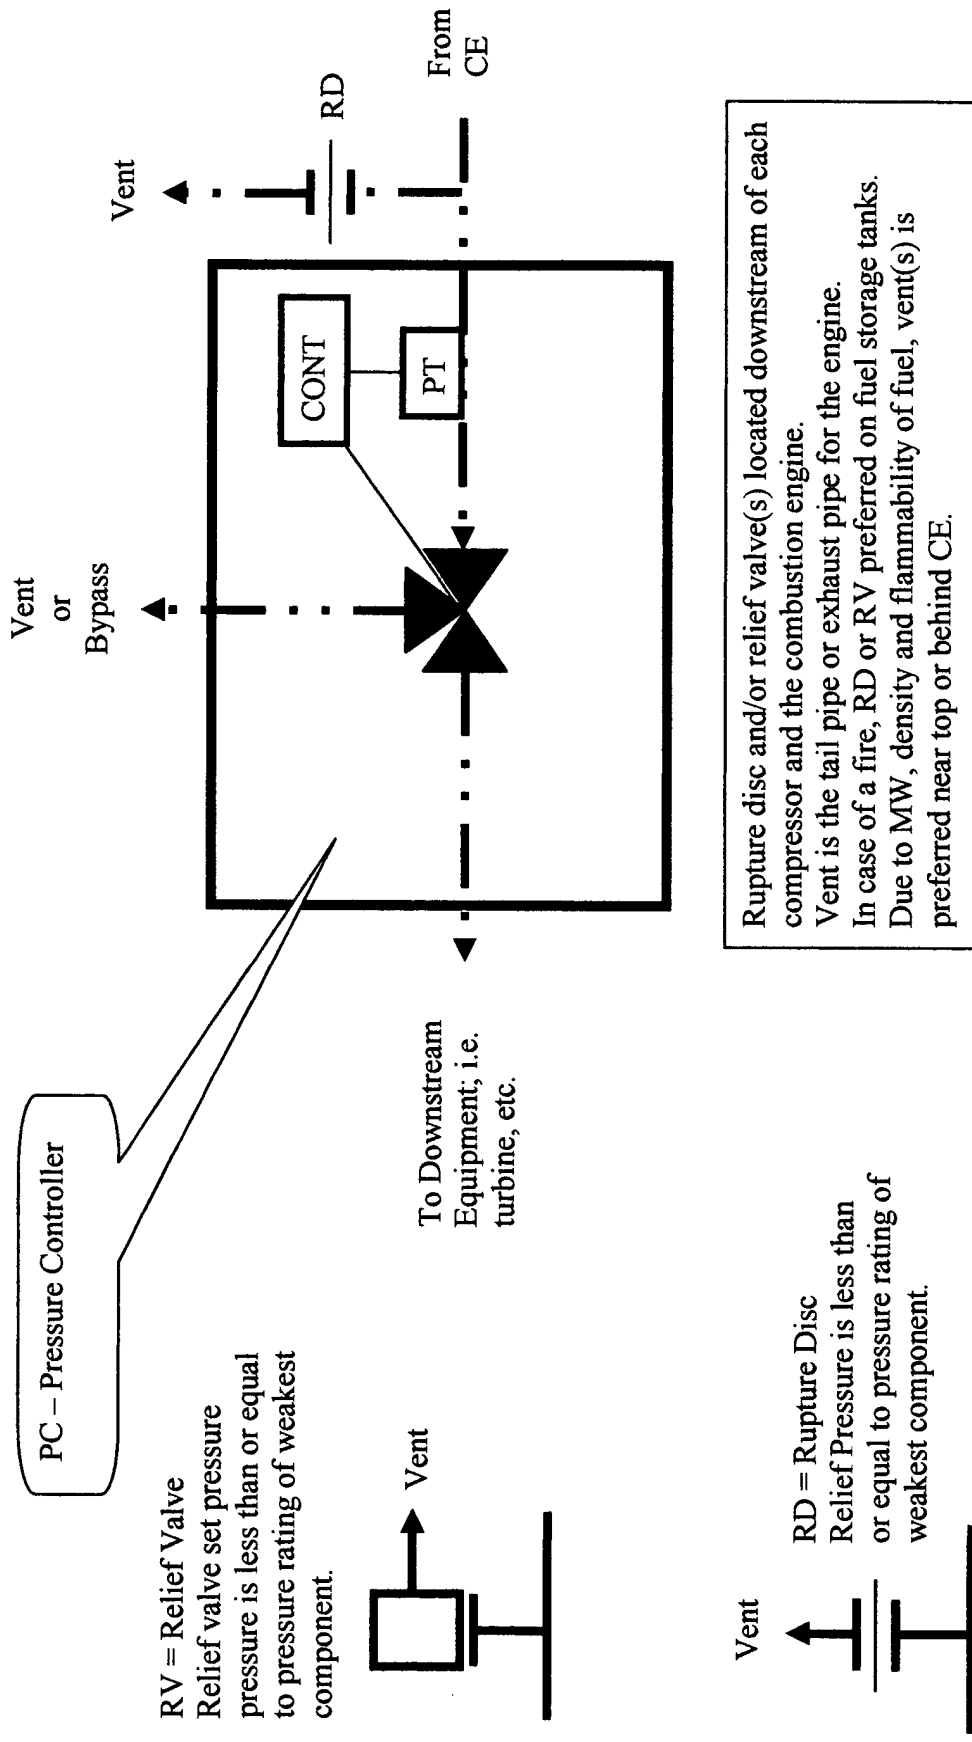 PC – Pressure Controller
RV = Relief Valve
Relief valve set pressure
pressure is less than or equal
to pressure rating of weakest
component.
Vent
Vent
or
Bypass
Vent
RD
CONT
PT
From
CE
To Downstream
Equipment; i.e.
turbine, etc.
Vent
RD = Rupture Disc
Relief Pressure is less than
or equal to pressure rating of
weakest component.
Rupture disc and/or relief valve(s) located downstream of each
compressor and the combustion engine.
Vent is the tail pipe or exhaust pipe for the engine.
In case of a fire, RD or RV preferred on fuel storage tanks.
Due to MW, density and flammability of fuel, vent(s) is
preferred near top or behind CE.